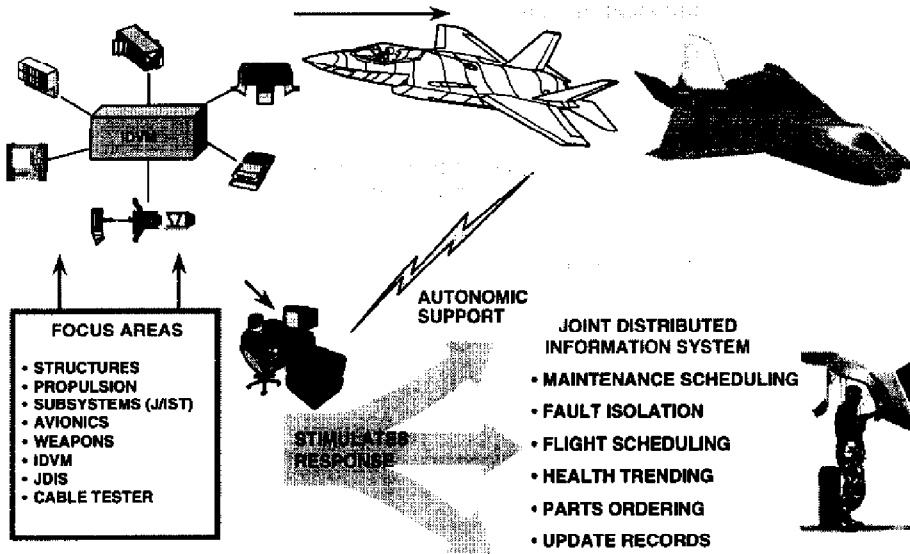 IDVM
FOCUS AREAS
• STRUCTURES
• PROPULSION
• SUBSYSTEMS (J/IST)
• AVIONICS
• WEAPONS
• IDVM
• JDIS
• CABLE TESTER
AUTONOMIC
SUPPORT
STIMULATES
RESPONSE
JOINT DISTRIBUTED
INFORMATION SYSTEM
• MAINTENANCE SCHEDULING
• FAULT ISOLATION
• FLIGHT SCHEDULING
• HEALTH TRENDING
• PARTS ORDERING
• UPDATE RECORDS